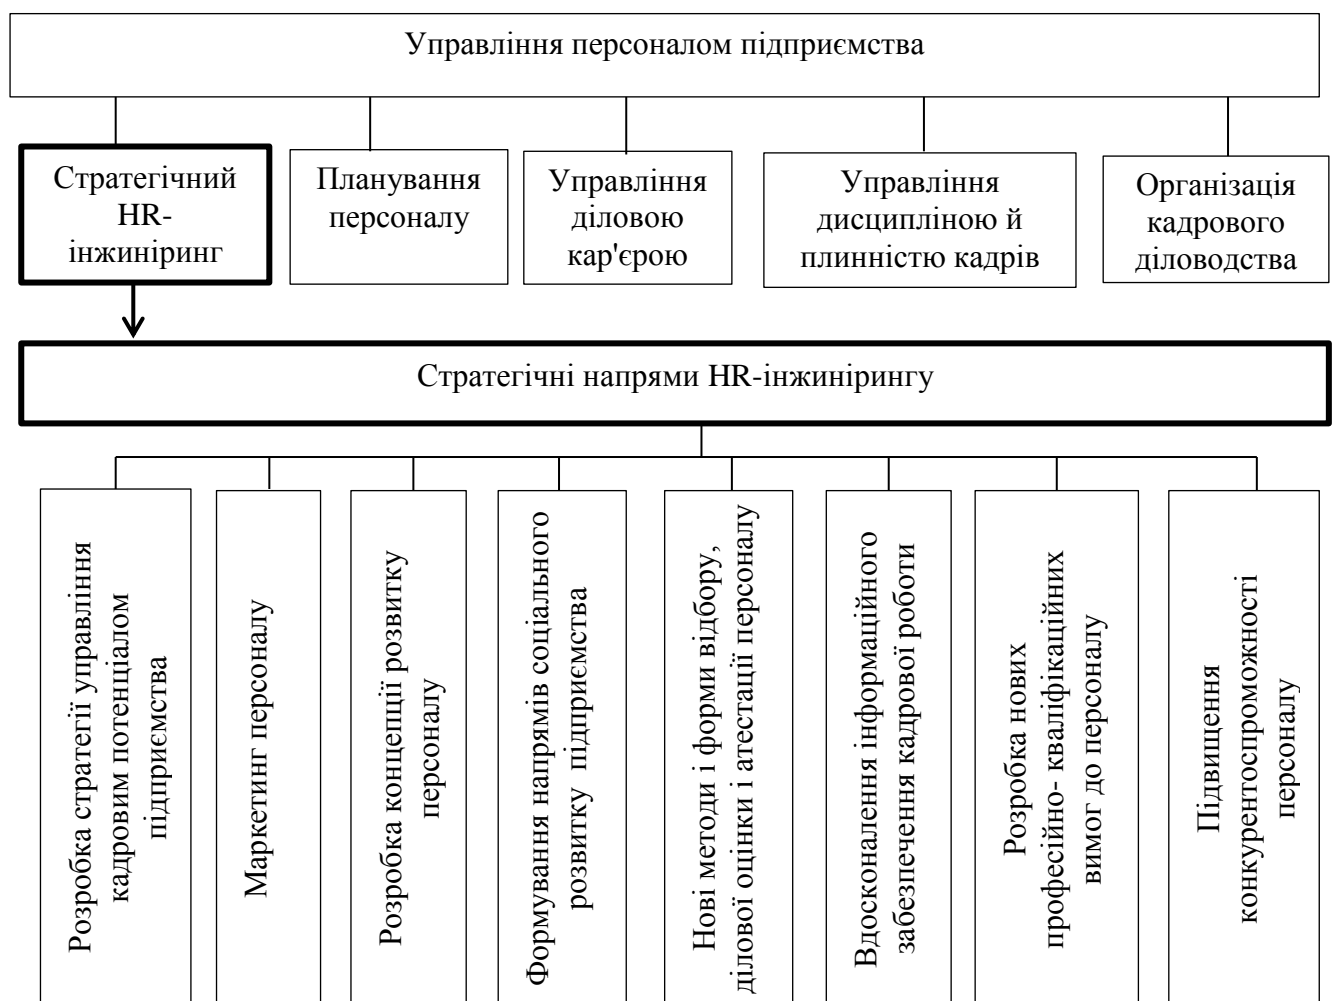 Управління персоналом підприємства
Стратегічний
HR-
інжиніринг
Планування
персоналу
Управління
діловою
кар'єрою
Управління
дисципліною й
плинністю кадрів
Організація
кадрового
діловодства
Стратегічні напрями HR-інжинірингу
Розробка стратегії управління
кадровим потенціалом
підприємства
Маркетинг персоналу
Розробка концепції розвитку
персоналу
Формування напрямів соціального
розвитку підприємства
Нові методи і форми відбору,
ділової оцінки і атестації персоналу
Вдосконалення інформаційного
забезпечення кадрової роботи
Розробка нових
професійно- кваліфікаційних
вимог до персоналу
Підвищення
конкурентоспроможності
персоналу